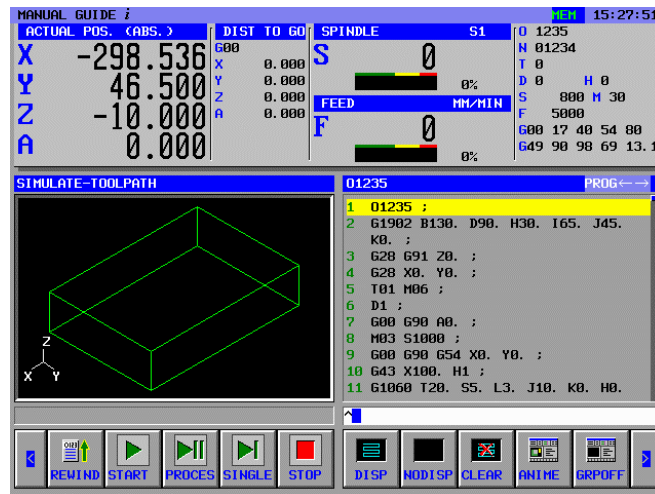 MANUAL GUIDE i MEM 15:27:51
ACTUAL POS. (ABS.) DIST TO GO SPINDLE S1 O 1235
X -298.536 G00 S 0 N 01234
X 0.000 T 0
Y 46.500 Y 0.000 0% D 0 H 0
Z 0.000 S 800 M 30
Z -10.000 A 0.000 FEED MM/MIN F 5000
F 0 G00 17 40 54 80
A 0.000 0% G49 90 98 69 13.1
SIMULATE-TOOLPATH O1235 PROG←→
1 O1235 ;
2 G1902 B130. D90. H30. I65. J45.
K0. ;
3 G28 G91 Z0. ;
4 G28 X0. Y0. ;
5 T01 M06 ;
6 D1 ;
7 G00 G90 A0. ;
8 M03 S1000 ;
9 G00 G90 G54 X0. Y0. ;
10 G43 X100. H1 ;
11 G1060 T20. S5. L3. J10. K0. H0.
Z
X Y
^
< REWIND START PROCES SINGLE STOP DISP NODISP CLEAR ANIME GRPOFF >